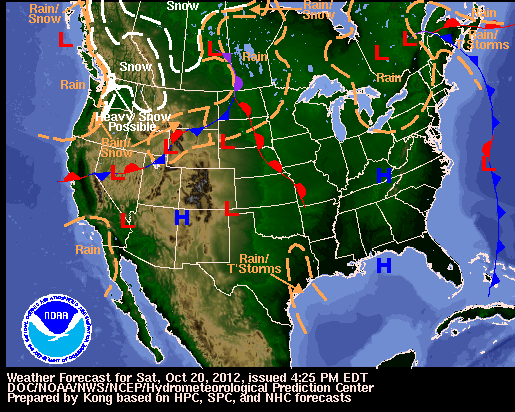 Rain/
Snow
Snow
Rain/
Snow
Rain
Rain
/Storms
L
L
L
L
Snow
Rain
Rain
Rain
Heavy Snow
Possible
Rain/
Snow
L
L
L
L
H
L
L
H
Rain
Rain/
T'Storms
H
NOAA
Weather Forecast for Sat, Oct 20, 2012, issued 4:25 PM EDT
DOC/NOAA/NWS/NCEP/Hydrometeorological Prediction Center
Prepared by Kong based on HPC, SPC, and NHC forecasts